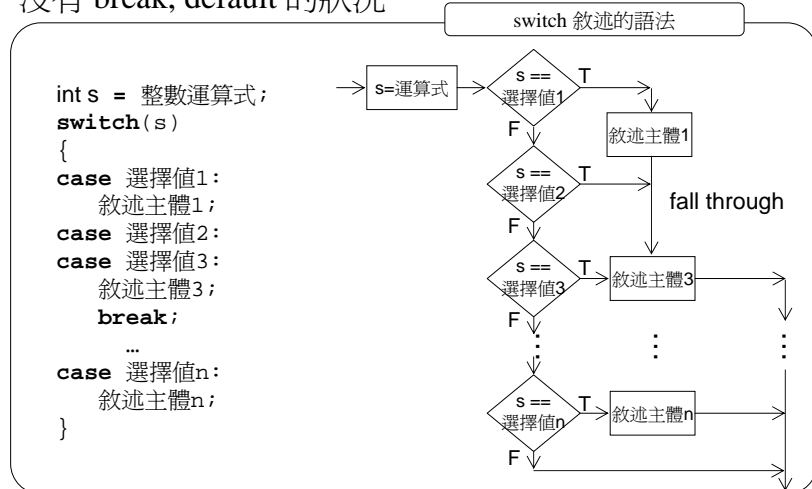 沒有 break, default 的狀況
switch 敘述的語法
int s = 整數運算式;
switch(s)
{
case 選擇值1:
敘述主體1;
case 選擇值2:
case 選擇值3:
敘述主體3;
break;
…
case 選擇值n:
敘述主體n;
}
s=運算式
s ==
選擇值1
T
F
敘述主體1
s ==
選擇值2
T
F
fall through
s ==
選擇值3
T
敘述主體3
F
s ==
選擇值n
T
敘述主體n
F